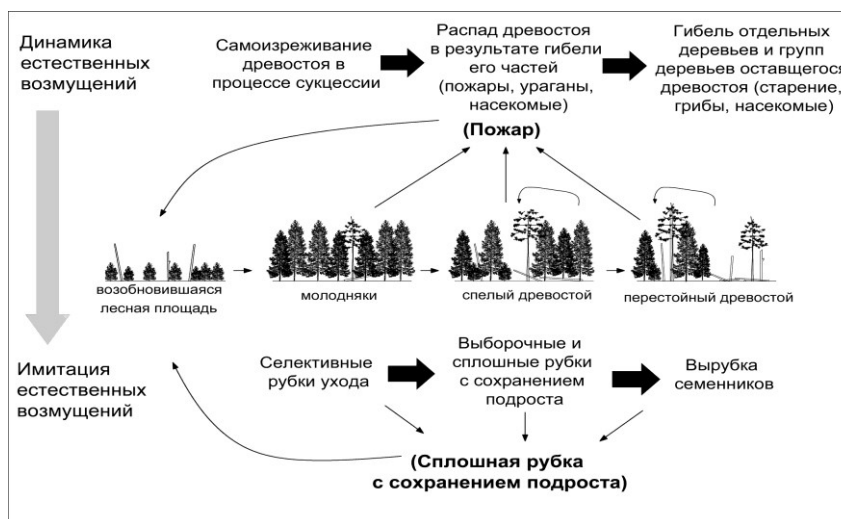 Динамика
естественных
возмущений
Самоизреживание
древостоя в
процессе сукцессии
Распад древостоя
в результате гибели
его частей
(пожары, ураганы,
насекомые)
(Пожар)
Гибель отдельных
деревьев и групп
деревьев оставщегося
древостоя (старение,
грибы, насекомые)
возобновившаяся
лесная площадь
молодняки
спелый древостой
перестойный древостой
Имитация
естественных
возмущений
Селективные
рубки ухода
Выборочные и
сплошные рубки
с сохранением
подроста
Вырубка
семенников
(Сплошная рубка
с сохранением подроста)